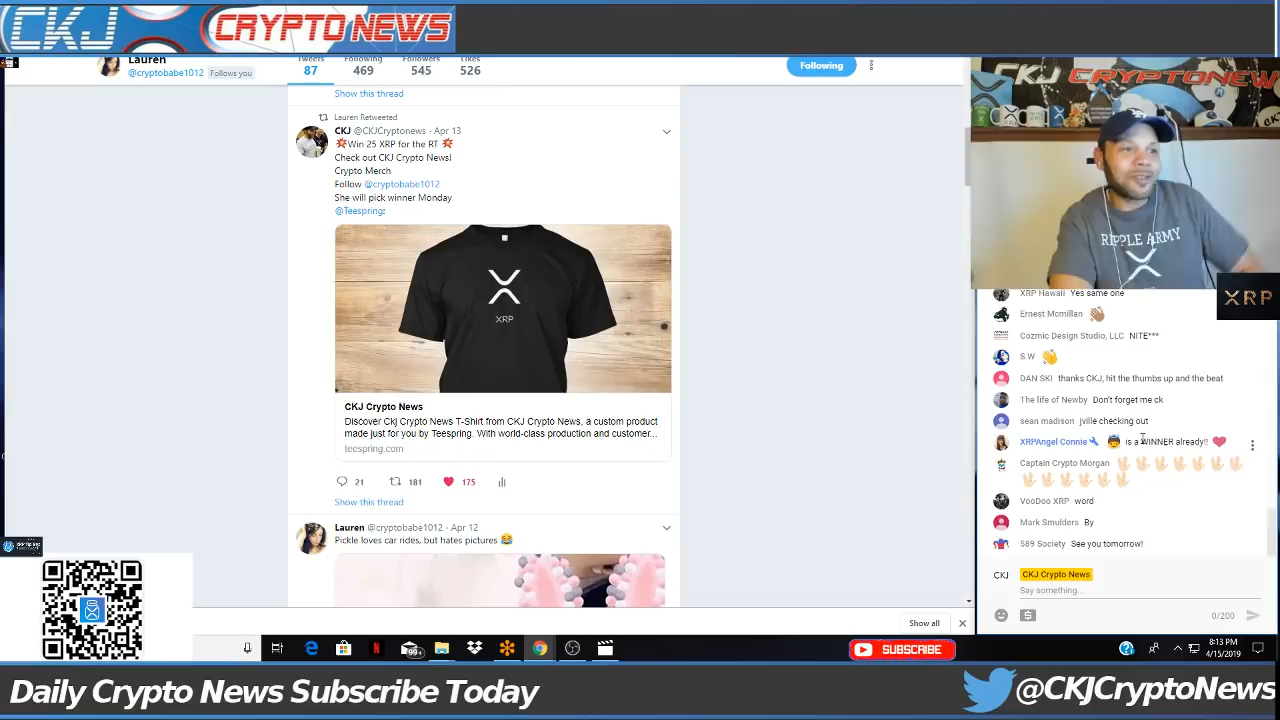 CKJ
CRYPTO NEWS
Lauren
@cryptobabe1012 Follows you
Tweets
87
Following
469
Followers
545
Likes
526
Following
Show this thread
Lauren Retweeted
CKJ @CKJCryptonews · Apr 13
💥Win 25 XRP for the RT 💥
Check out CKJ Crypto News!
Crypto Merch
Follow @cryptobabe1012
She will pick winner Monday
@Teespring:
XRP
CKJ Crypto News
Discover Ckj Crypto News T-Shirt from CKJ Crypto News, a custom product
made just for you by Teespring. With world-class production and customer...
teespring.com
21
181
175
Show this thread
Lauren @cryptobabe1012 · Apr 12
Pickle loves car rides, but hates pictures 😂
Show all
CKJ CRYPTONEWS
RIPPLE ARMY
XRP
XRP Hawaii Yes same one
Ernest Mcmillan 👋🏽
Cozmic Design Studio, LLC NITE***
S W 👋
DAN SKI thanks CKJ, hit the thumbs up and the beat
The life of Newby Don't forget me ck
sean madison jville checking out
XRPAngel Connie is a WINNER already!! ❤
Captain Crypto Morgan 🤟🏻🤟🏻🤟🏻🤟🏻🤟🏻🤟🏻🤟🏻
🤟🏻🤟🏻🤟🏻🤟🏻🤟🏻🤟🏻
VooDoo XRP word
Mark Smulders By
589 Society See you tomorrow!
CKJ CKJ Crypto News
Say something...
0/200
99+
SUBSCRIBE
8:13 PM
4/15/2019
Daily Crypto News Subscribe Today
@CKJCryptoNews